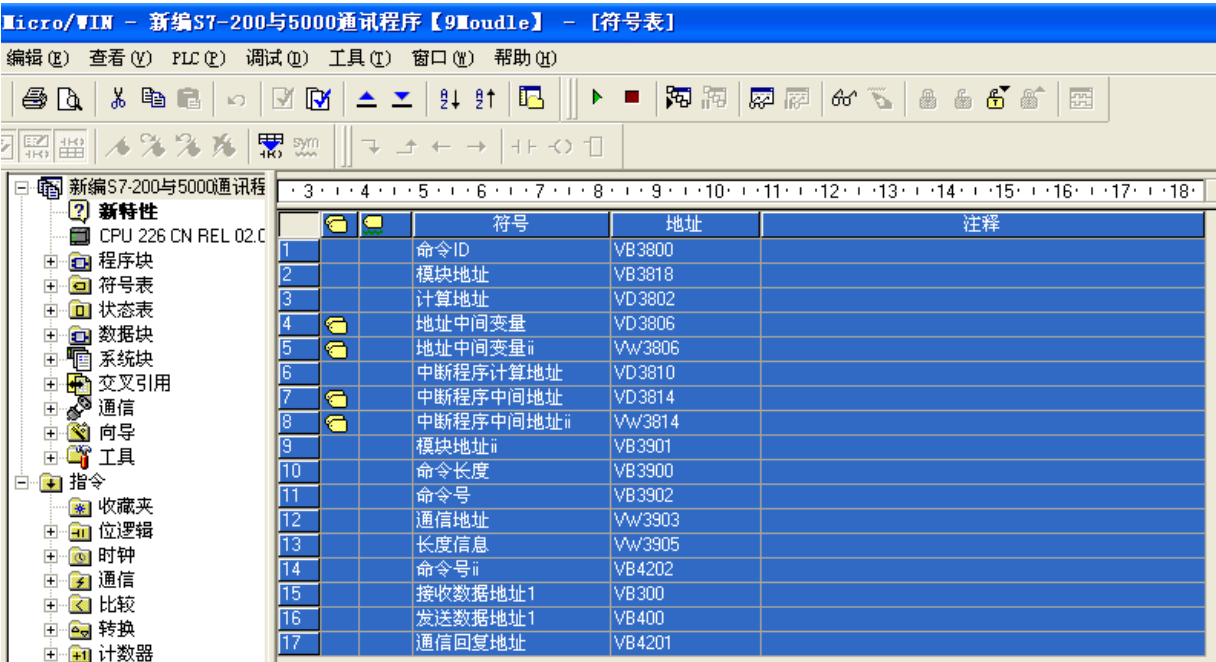 Micro/WIN - 新编S7-200与5000通讯程序【9Moudle】 - [符号表]
编辑(E) 查看(V) PLC(P) 调试(D) 工具(T) 窗口(W) 帮助(H)
sym
新编S7-200与5000通讯程
新特性
CPU 226 CN REL 02.0
程序块
符号表
状态表
数据块
系统块
交叉引用
通信
向导
工具
指令
收藏夹
位逻辑
时钟
通信
比较
转换
计数器
3 4 5 6 7 8 9 10 11 12 13 14 15 16 17 18
符号 地址 注释
1 命令ID VB3800
2 模块地址 VB3818
3 计算地址 VD3802
4 地址中间变量 VD3806
5 地址中间变量ii VW3806
6 中断程序计算地址 VD3810
7 中断程序中间地址 VD3814
8 中断程序中间地址ii VW3814
9 模块地址ii VB3901
10 命令长度 VB3900
11 命令号 VB3902
12 通信地址 VW3903
13 长度信息 VW3905
14 命令号ii VB4202
15 接收数据地址1 VB300
16 发送数据地址1 VB400
17 通信回复地址 VB4201